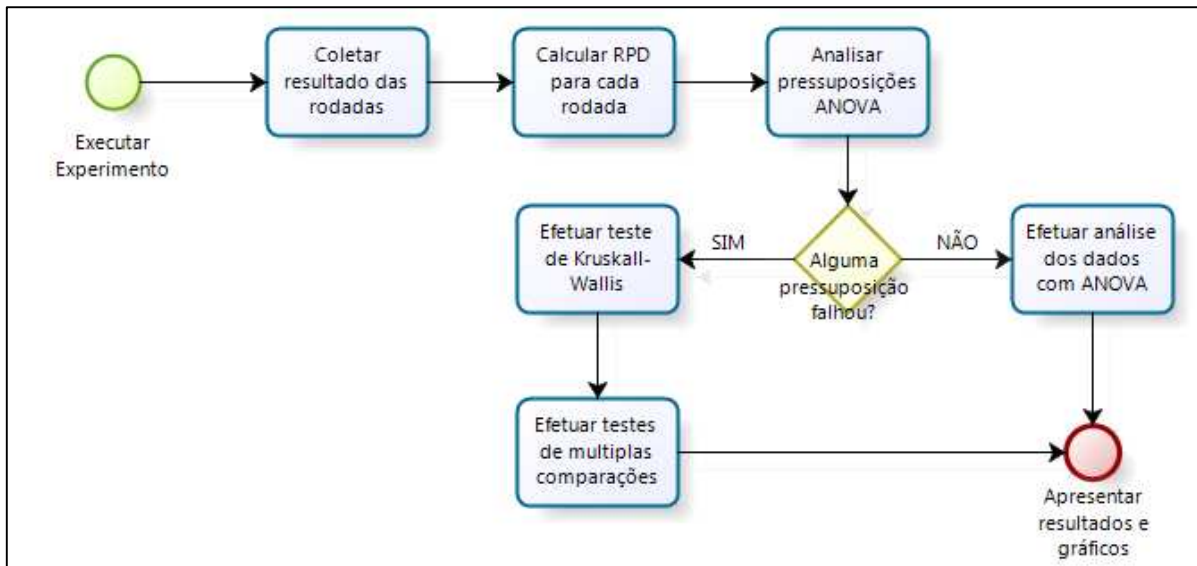 Executar
Experimento
Coletar
resultado das
rodadas
Calcular RPD
para cada
rodada
Analisar
pressuposições
ANOVA
Alguma
pressuposição
falhou?
SIM
NÃO
Efetuar teste
de Kruskall-
Wallis
Efetuar análise
dos dados
com ANOVA
Efetuar testes
de multiplas
comparações
Apresentar
resultados e
gráficos